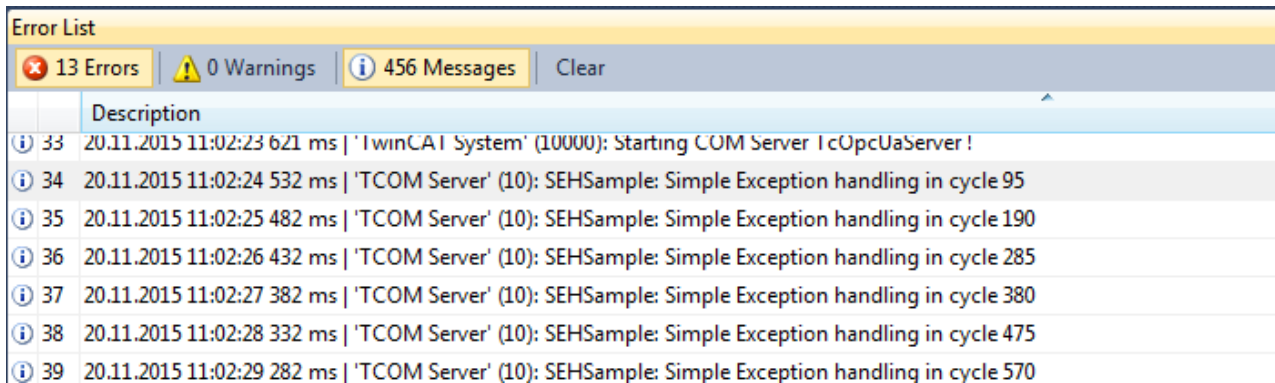 Error List
13 Errors 0 Warnings 456 Messages Clear
Description
33 20.11.2015 11:02:23 621 ms | 'TwinCAT System' (10000): Starting COM Server TcOpcUaServer !
34 20.11.2015 11:02:24 532 ms | 'TCOM Server' (10): SEHSample: Simple Exception handling in cycle 95
35 20.11.2015 11:02:25 482 ms | 'TCOM Server' (10): SEHSample: Simple Exception handling in cycle 190
36 20.11.2015 11:02:26 432 ms | 'TCOM Server' (10): SEHSample: Simple Exception handling in cycle 285
37 20.11.2015 11:02:27 382 ms | 'TCOM Server' (10): SEHSample: Simple Exception handling in cycle 380
38 20.11.2015 11:02:28 332 ms | 'TCOM Server' (10): SEHSample: Simple Exception handling in cycle 475
39 20.11.2015 11:02:29 282 ms | 'TCOM Server' (10): SEHSample: Simple Exception handling in cycle 570